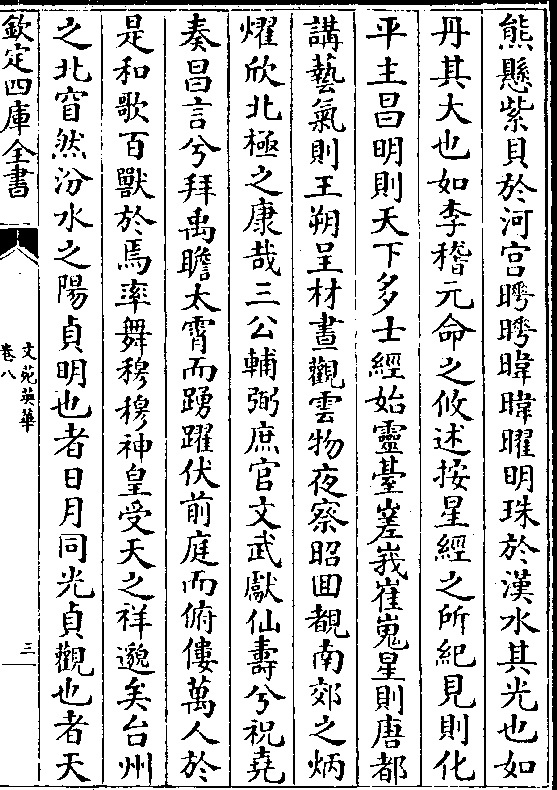 熊懸紫貝於河宫暳暳暐暐曜明珠於漢水其光也如
丹其大也如李稽元命之攸述按星經之所紀見則化
平主昌明則天下多士經始靈臺嵳峩崔嵬星則唐都
講藝氣則王朔呈材晝觀雲物夜察昭囬覩南郊之炳
燿欣北極之康哉三公輔弼庶官文武獻仙壽兮祝堯
奏昌言兮拜禹瞻太霄而踴躍伏前庭而俯僂萬人於
是和歌百獸於焉率舞穆穆神皇受天之祥邈矣台州
之北窅然汾水之陽貞明也者日月同光貞觀也者天
欽定四庫全書
文苑英華
卷八
三